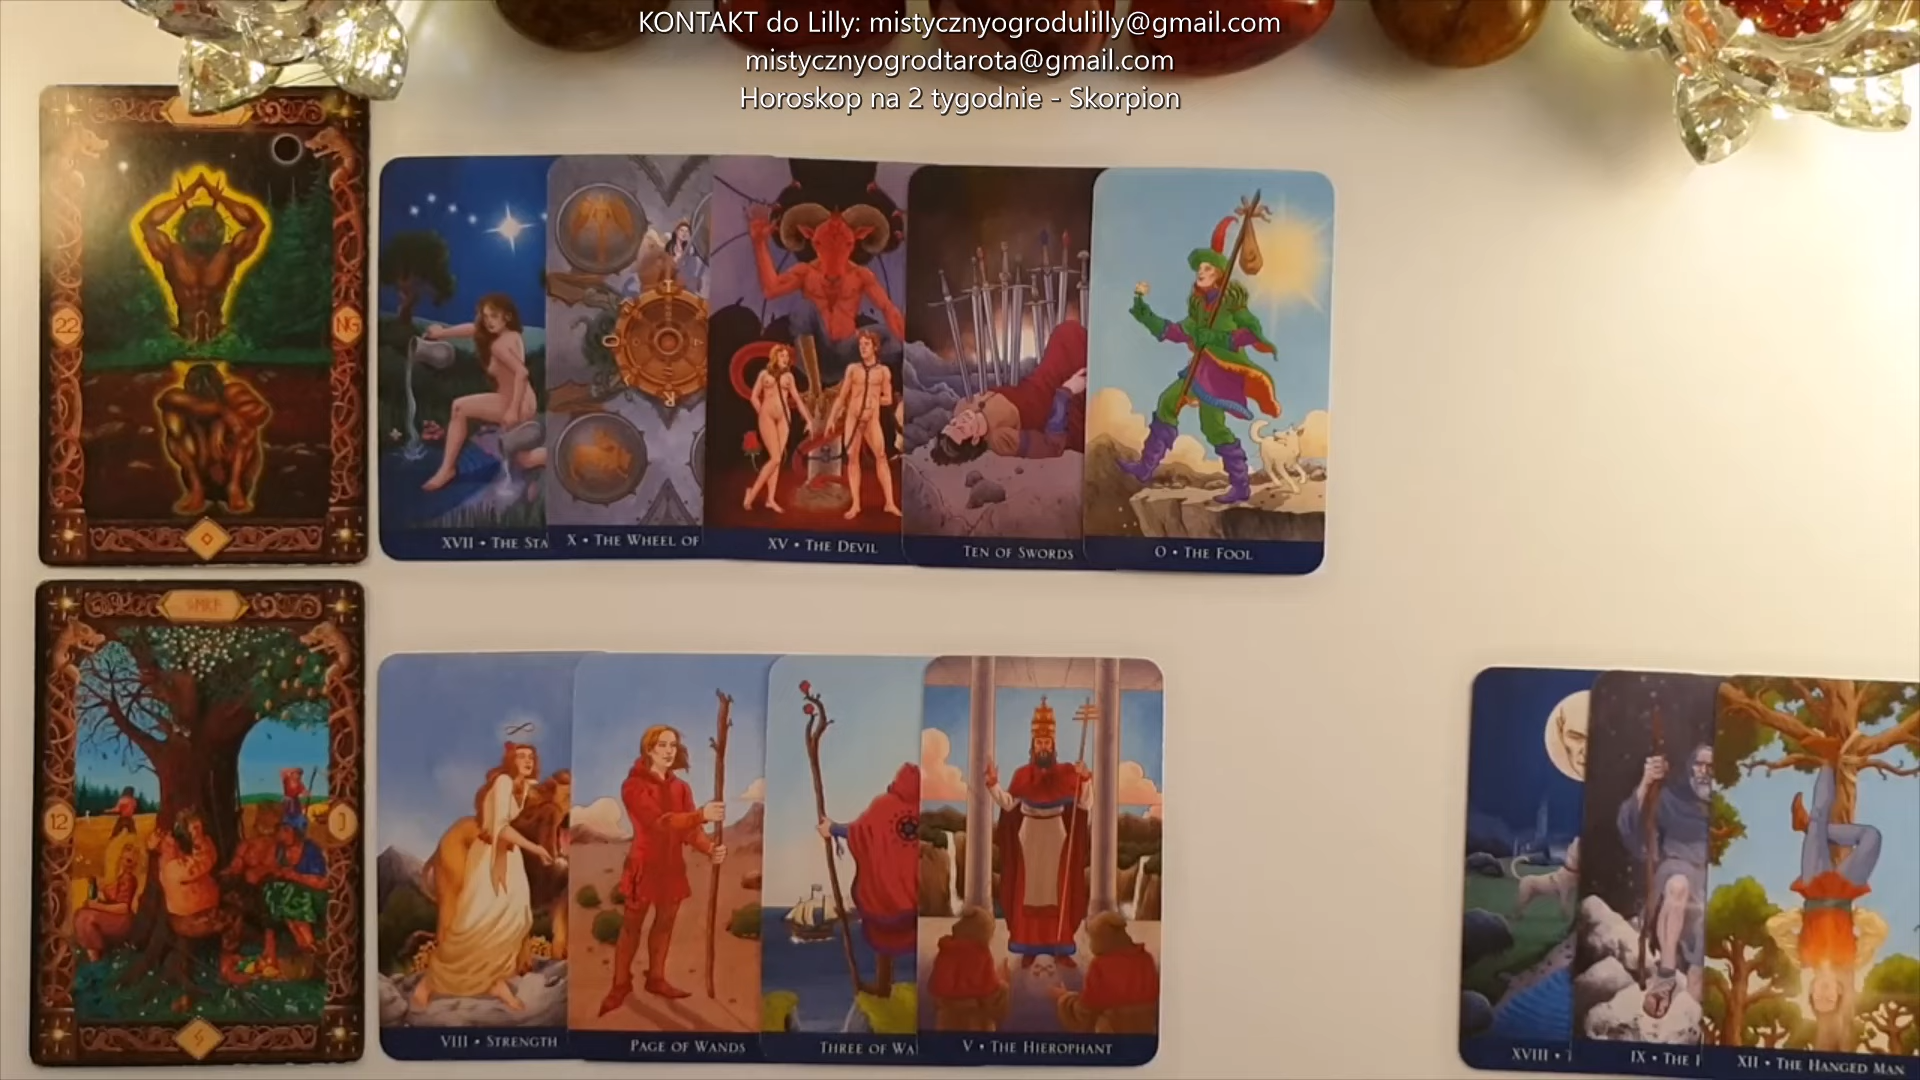 KONTAKT do Lilly: mistycznyogrodulilly@gmail.com
mistycznyogrodtarota@gmail.com
Horoskop na 2 tygodnie - Skorpion
22
NG
XVII • THE STA
X • THE WHEEL OF
XV • THE DEVIL
TEN OF SWORDS
O • THE FOOL
12
VIII • STRENGTH
PAGE OF WANDS
THREE OF WA
V • THE HIEROPHANT
XVIII •
IX • THE
XII • THE HANGED MAN